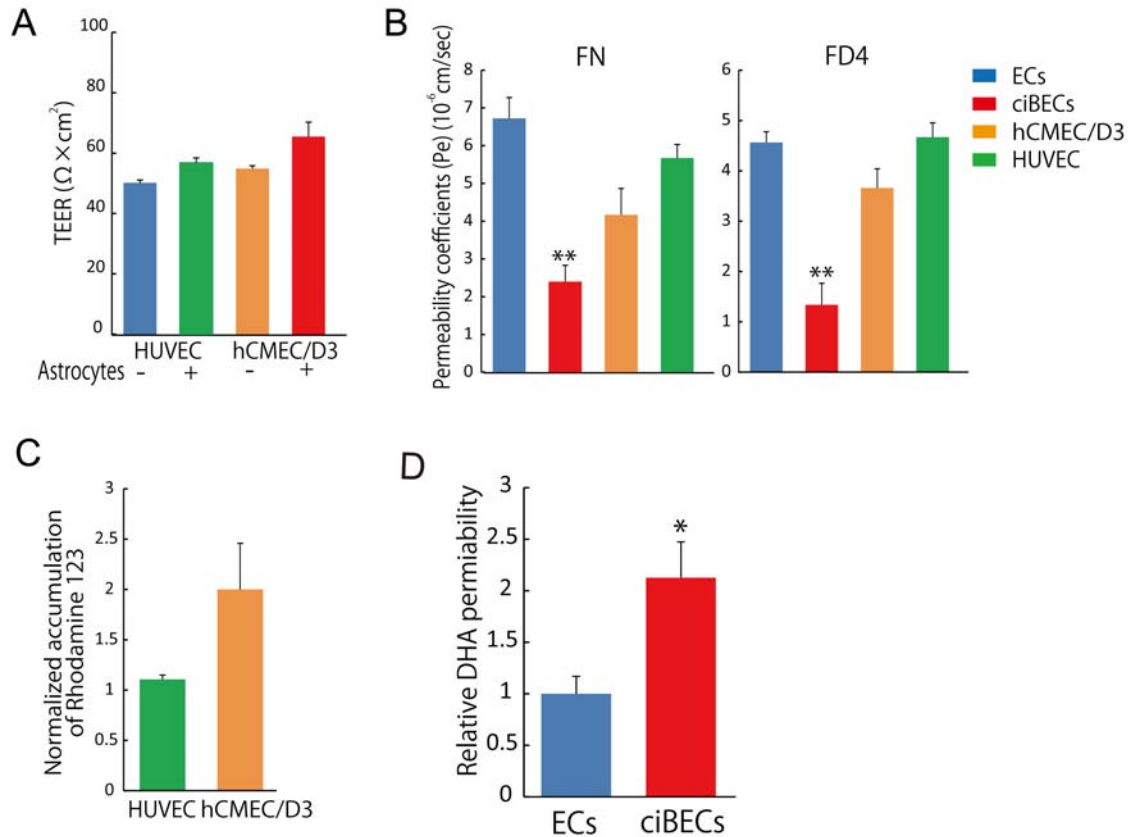 A
100
80
60
40
20
0
TEER (Ω × cm2)
HUVEC hCMEC/D3
Astrocytes - + - +
B
FN
8
7
6
5
4
3
2
1
0
Permeability coefficients (Pe) (10-6 cm/sec)
**
FD4
6
5
4
3
2
1
0
**
ECs
ciBECs
hCMEC/D3
HUVEC
C
3
2.5
2
1.5
1
0.5
0
Normalized accumulation
of Rhodamine 123
HUVEC hCMEC/D3
D
3
2.5
2
1.5
1
0.5
0
Relative DHA permiability
*
ECs ciBECs